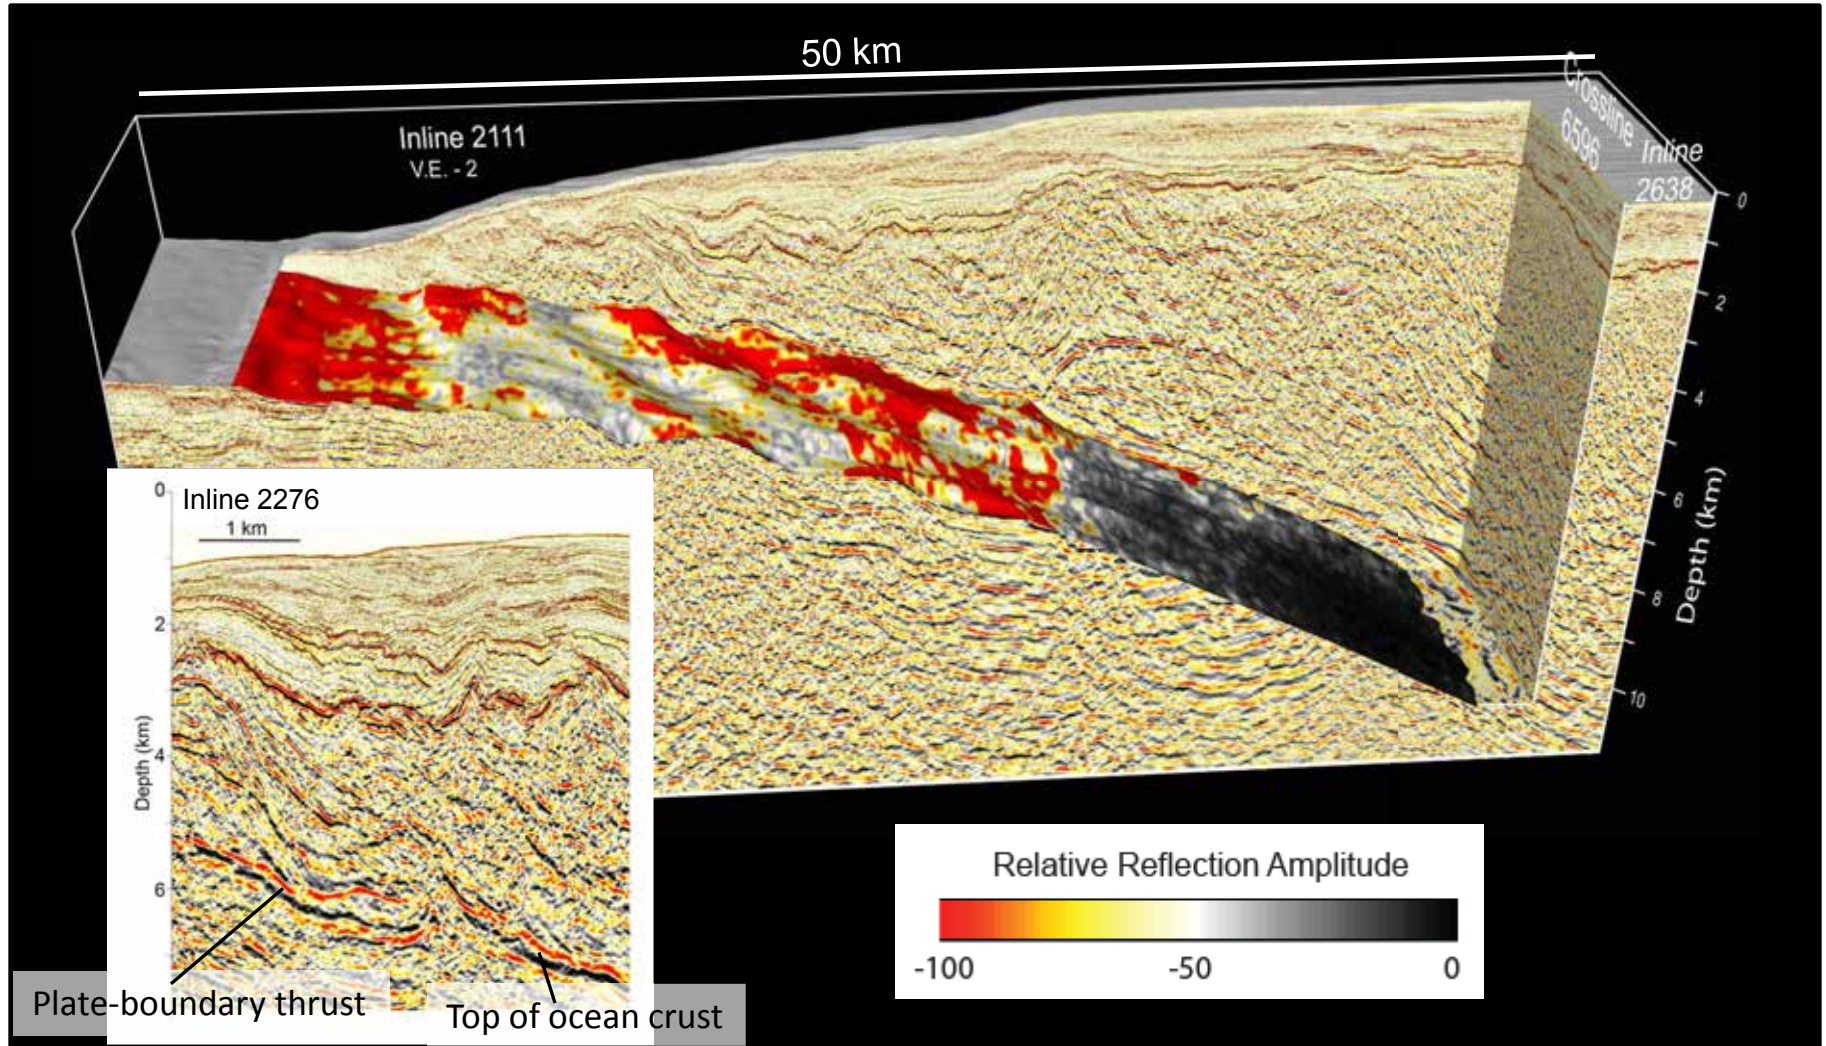 50 km
Inline 2111
V.E. - 2
Crossline
6596
Inline
2638
0
2
4
6
8
10
Depth (km)
Inline 2276
1 km
0
2
4
6
Depth (km)
Plate-boundary thrust
Top of ocean crust
Relative Reflection Amplitude
-100 -50 0